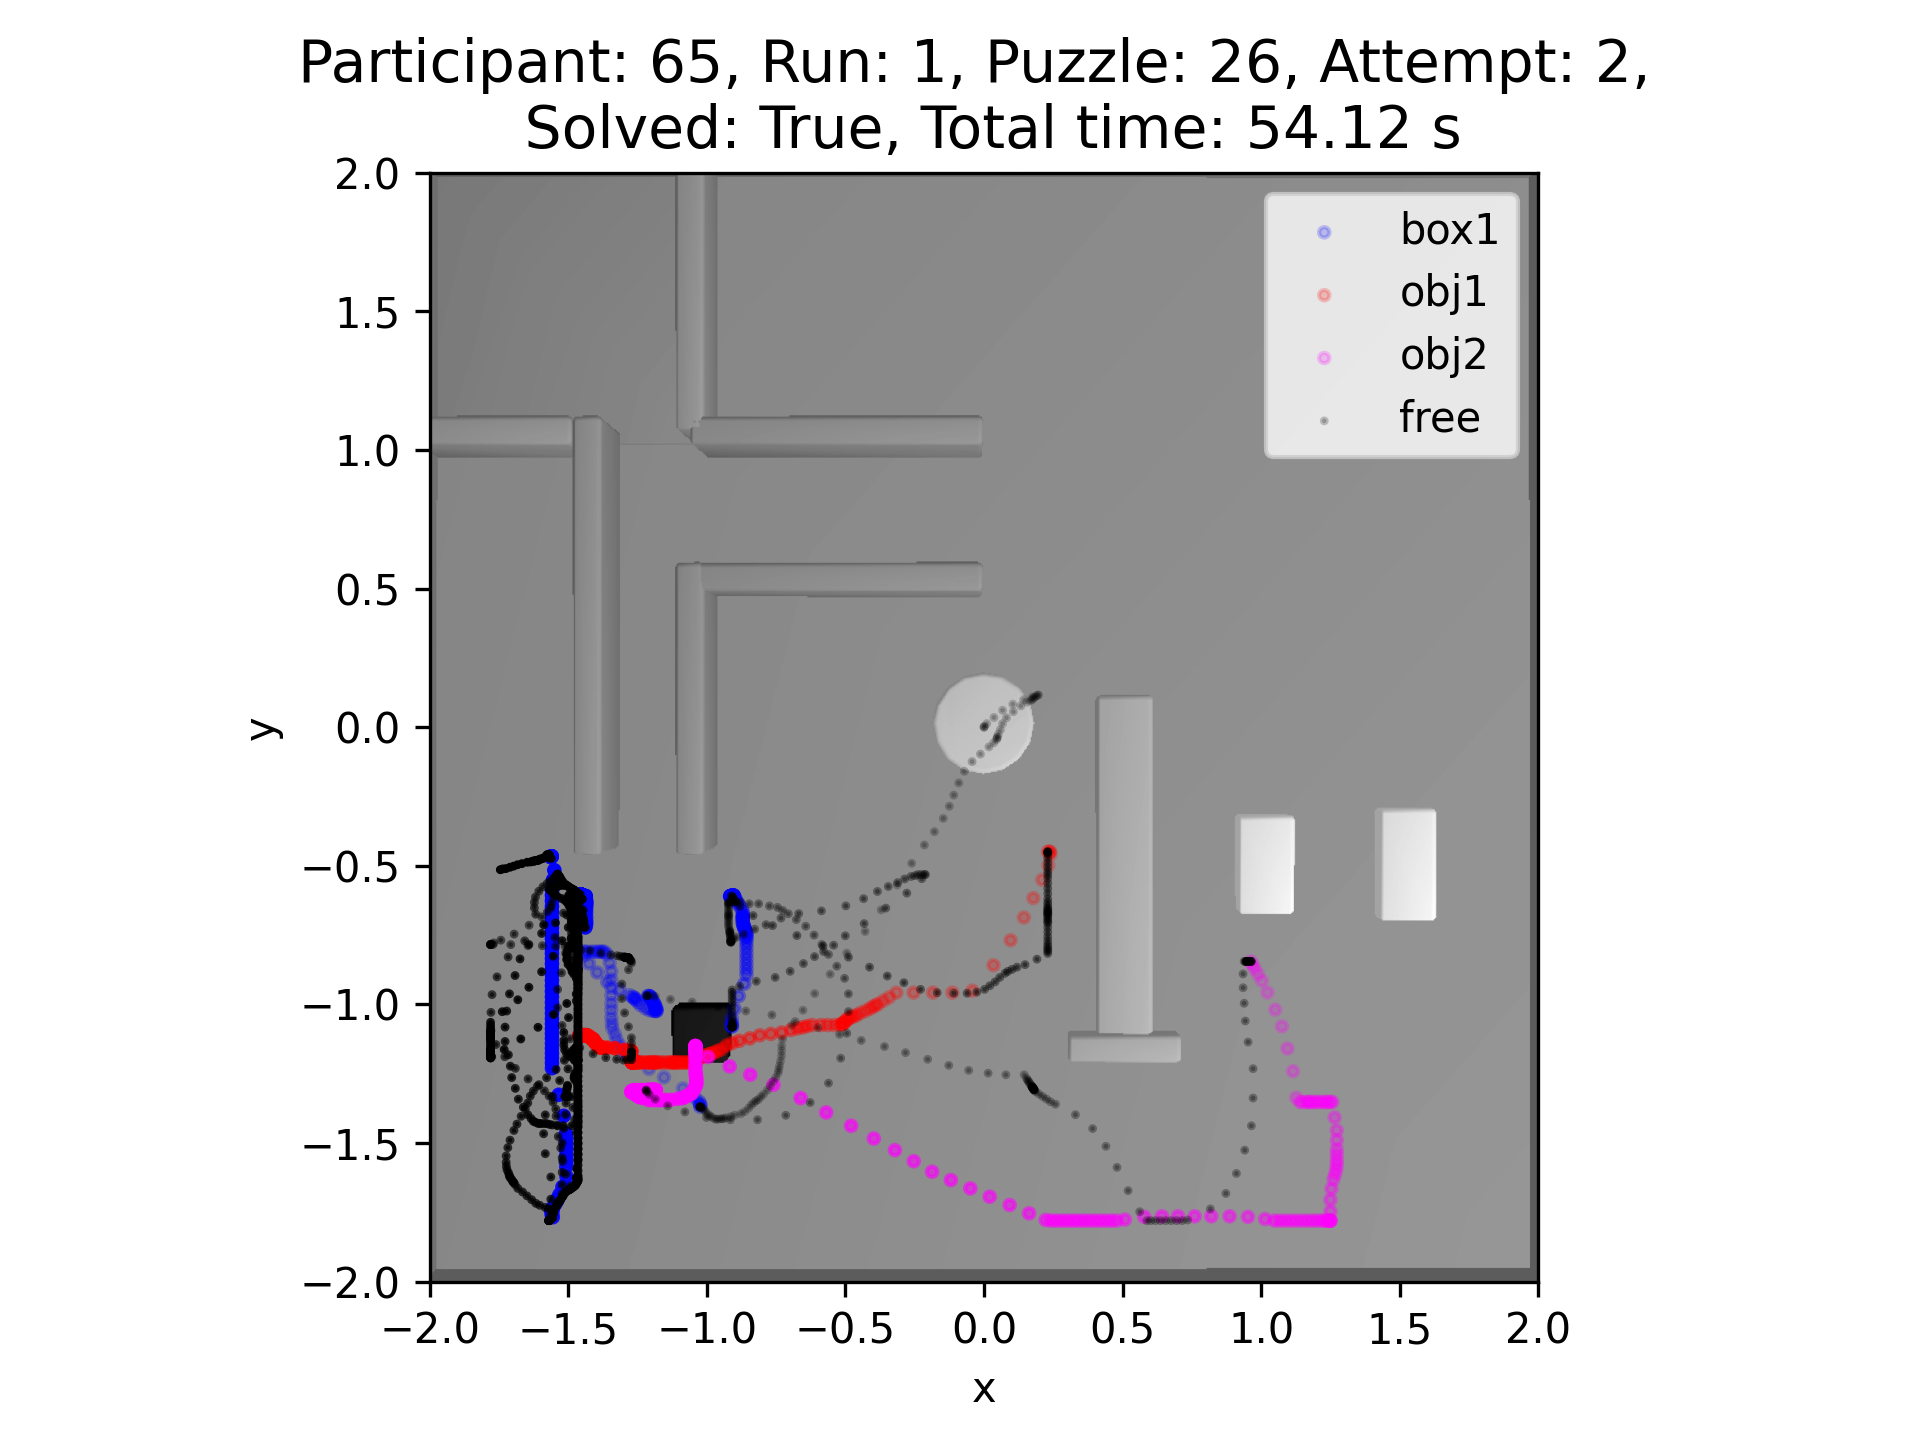 Participant: 65, Run: 1, Puzzle: 26, Attempt: 2,
Solved: True, Total time: 54.12 s
2.0
1.5
1.0
0.5
0.0
−0.5
−1.0
−1.5
−2.0
y
box1
obj1
obj2
free
−2.0 −1.5 −1.0 −0.5 0.0 0.5 1.0 1.5 2.0
x